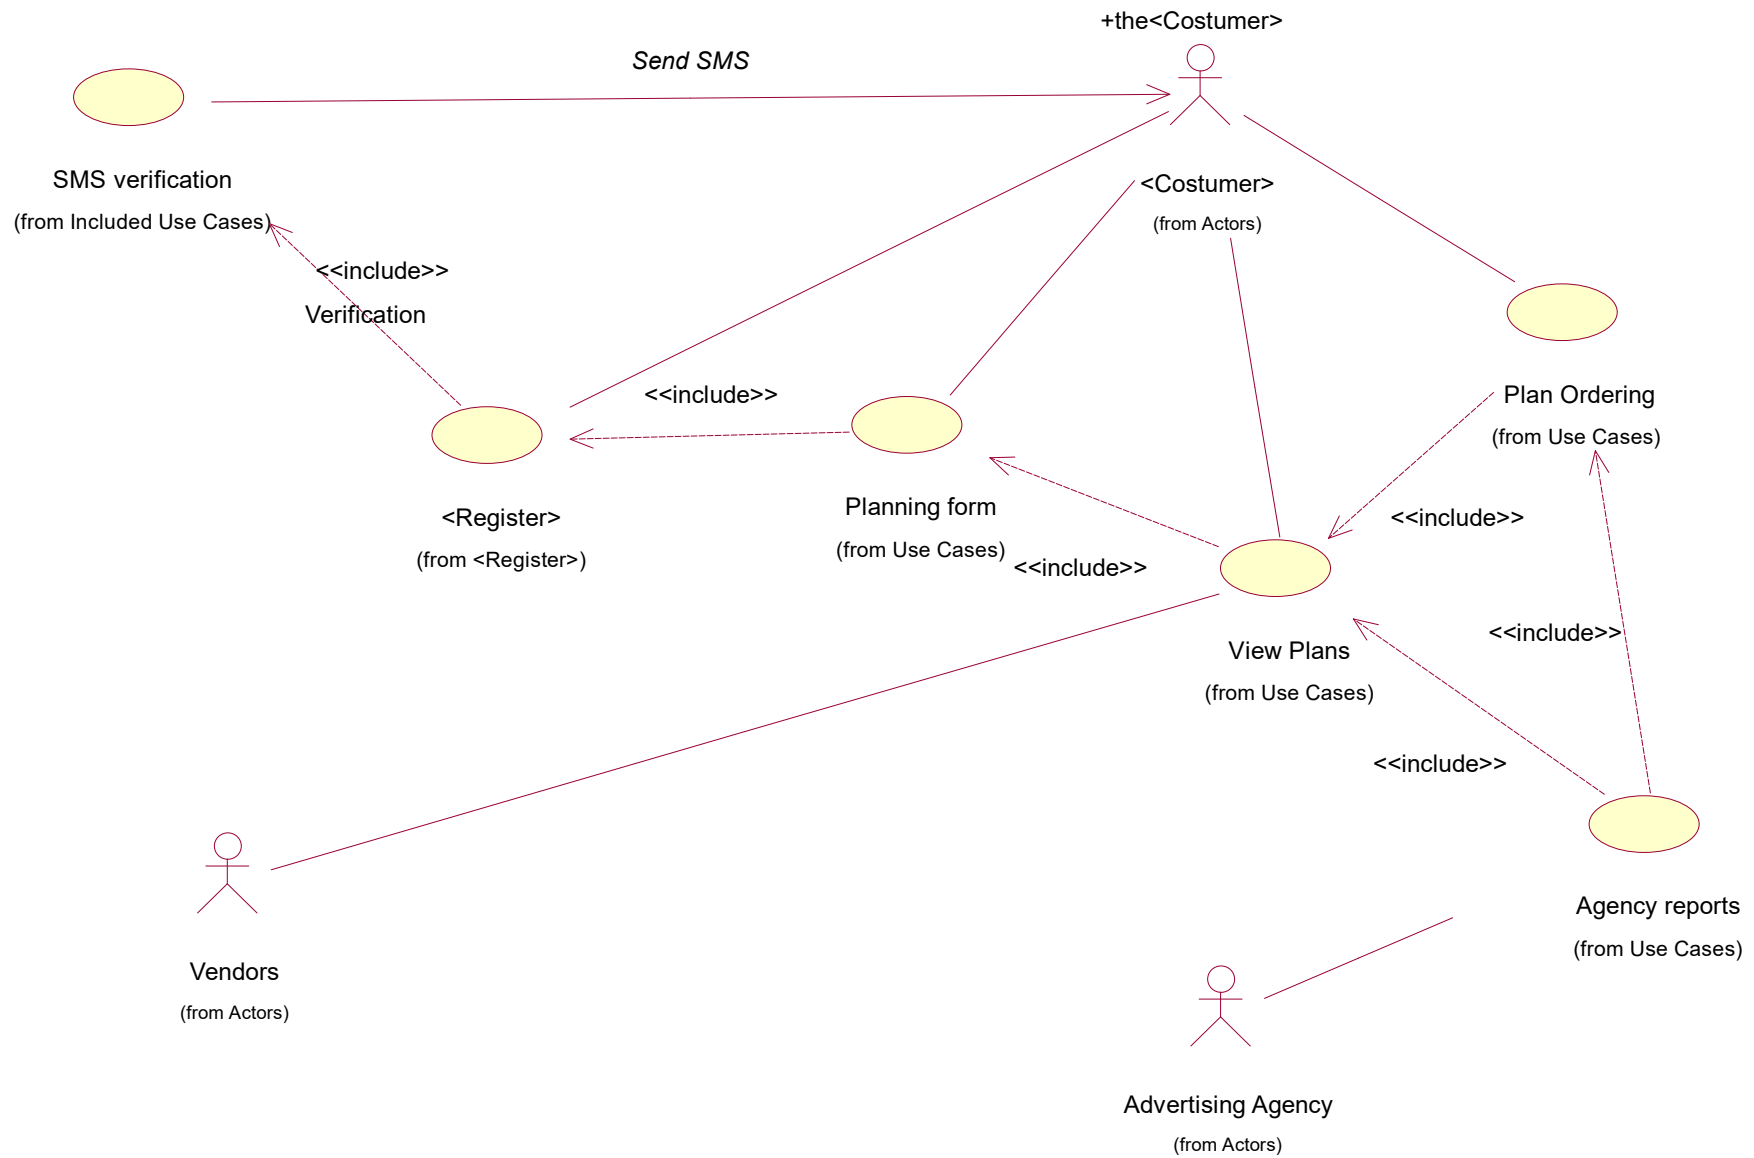 +the<Costumer>
Send SMS
SMS verification
(from Included Use Cases)
<Costumer>
(from Actors)
<<include>>
Verification
<<include>>
Plan Ordering
(from Use Cases)
<Register>
(from <Register>)
Planning form
(from Use Cases)
<<include>>
<<include>>
<<include>>
View Plans
(from Use Cases)
<<include>>
Agency reports
(from Use Cases)
Vendors
(from Actors)
Advertising Agency
(from Actors)